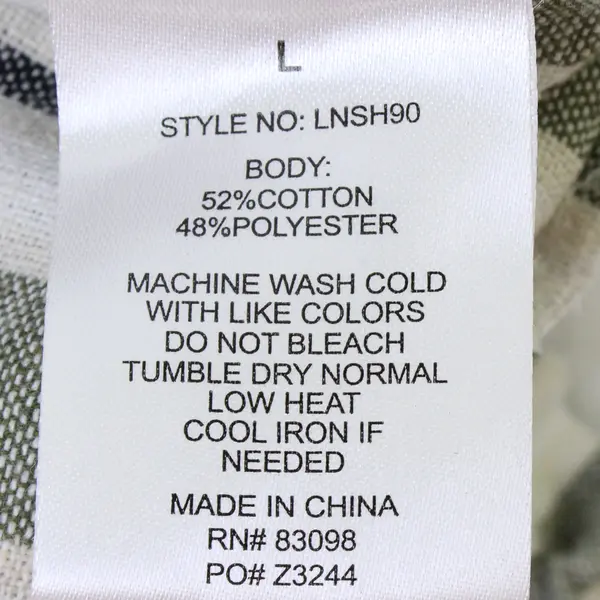 L
STYLE NO: LNSH90
BODY:
52%COTTON
48%POLYESTER
MACHINE WASH COLD
WITH LIKE COLORS
DO NOT BLEACH
TUMBLE DRY NORMAL
LOW HEAT
COOL IRON IF
NEEDED
MADE IN CHINA
RN# 83098
PO# Z3244